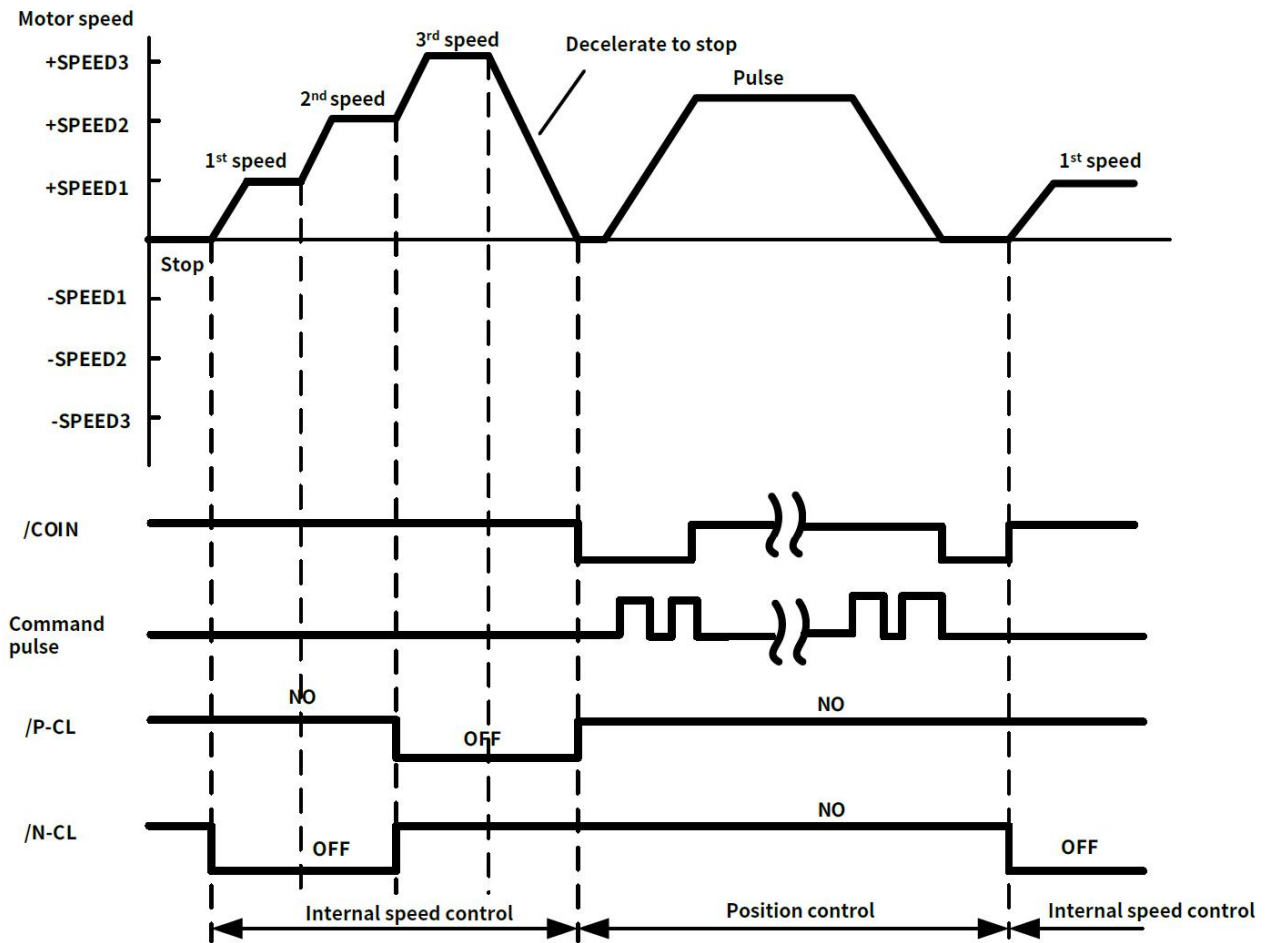 Motor speed
3rd speed
Decelerate to stop
+SPEED3
Pulse
2nd speed
+SPEED2
1st speed
1st speed
+SPEED1
Stop
-SPEED1
-SPEED2
-SPEED3
/COIN
Command
pulse
NO
NO
/P-CL
OFF
NO
/N-CL
OFF
OFF
Internal speed control
Position control
Internal speed control